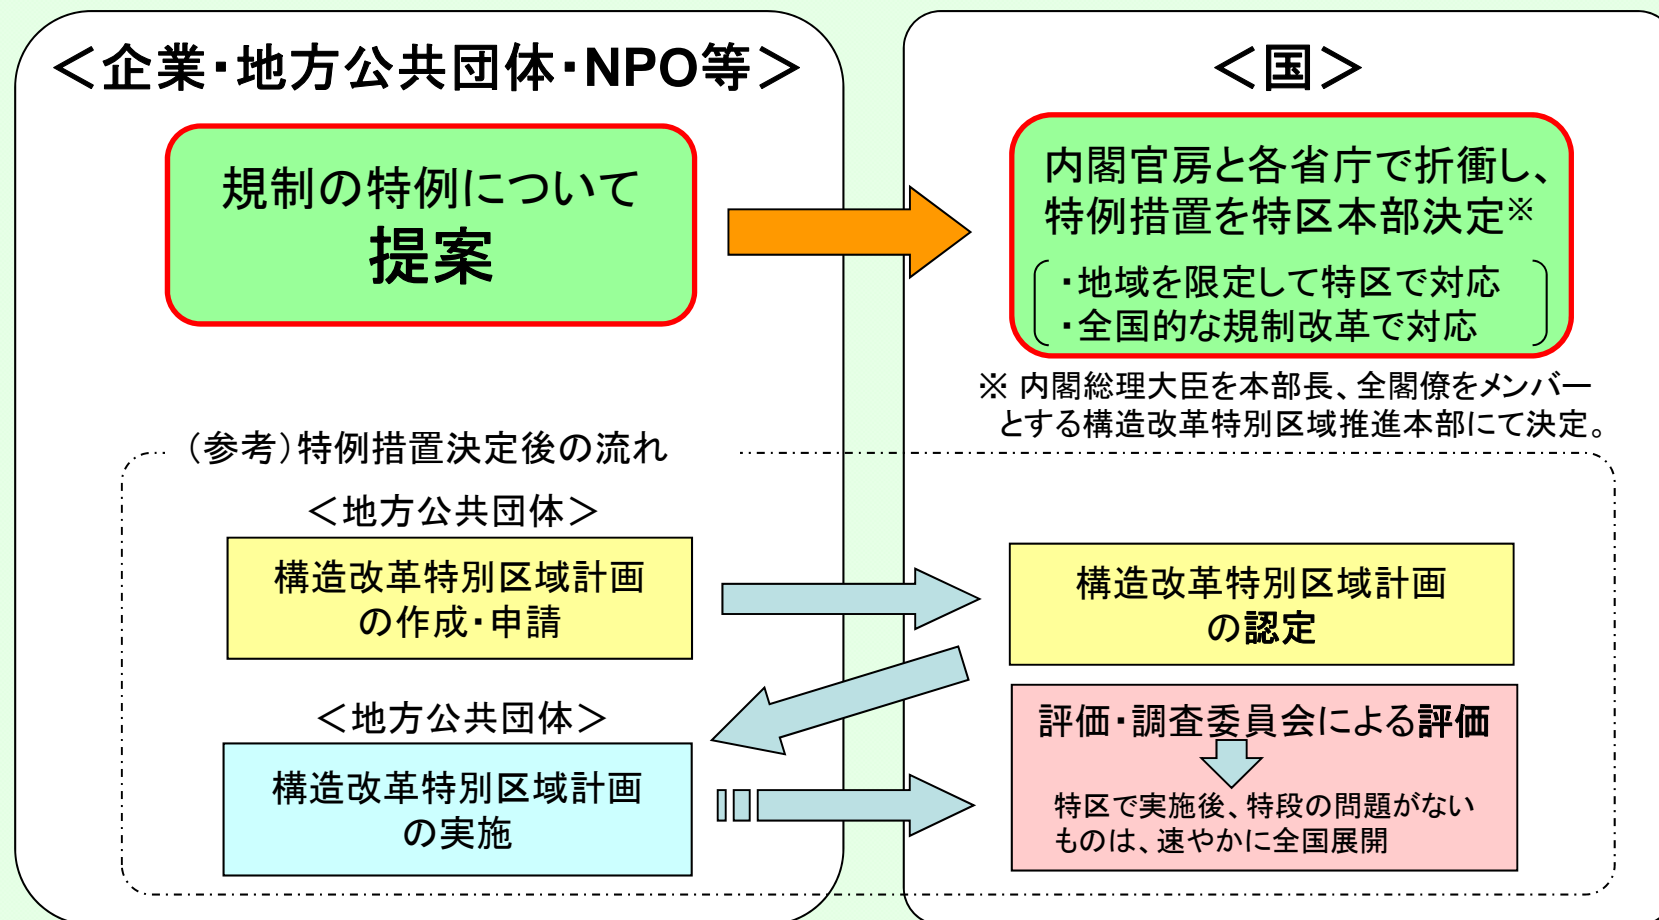 ＜企業・地方公共団体・NPO等＞
規制の特例について
提案
＜国＞
内閣官房と各省庁で折衝し、
特例措置を特区本部決定※
・地域を限定して特区で対応
・全国的な規制改革で対応
※ 内閣総理大臣を本部長、全閣僚をメンバー
とする構造改革特別区域推進本部にて決定。
（参考）特例措置決定後の流れ
＜地方公共団体＞
構造改革特別区域計画
の作成・申請
構造改革特別区域計画
の認定
＜地方公共団体＞
構造改革特別区域計画
の実施
評価・調査委員会による評価
特区で実施後、特段の問題がない
ものは、速やかに全国展開